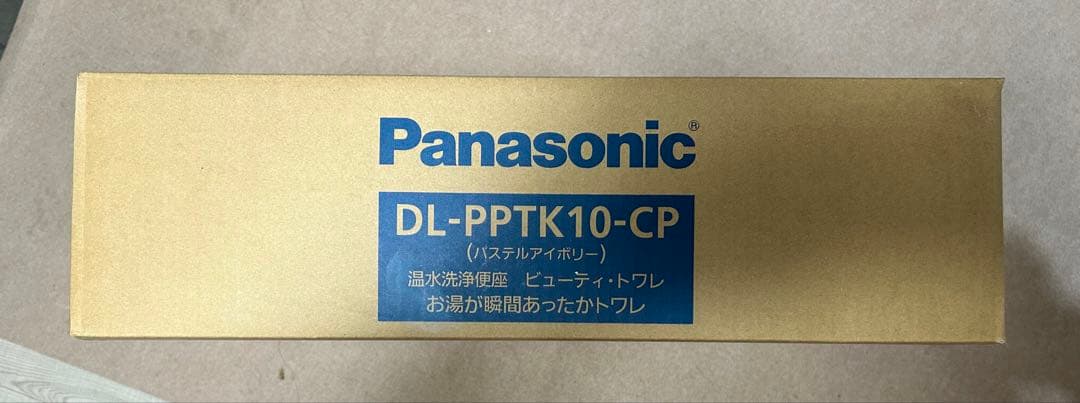 Panasonic®
DL-PPTK10-CP
(パステルアイボリー)
温水洗浄便座 ビューティ・トワレ
お湯が瞬間あったかトワレ